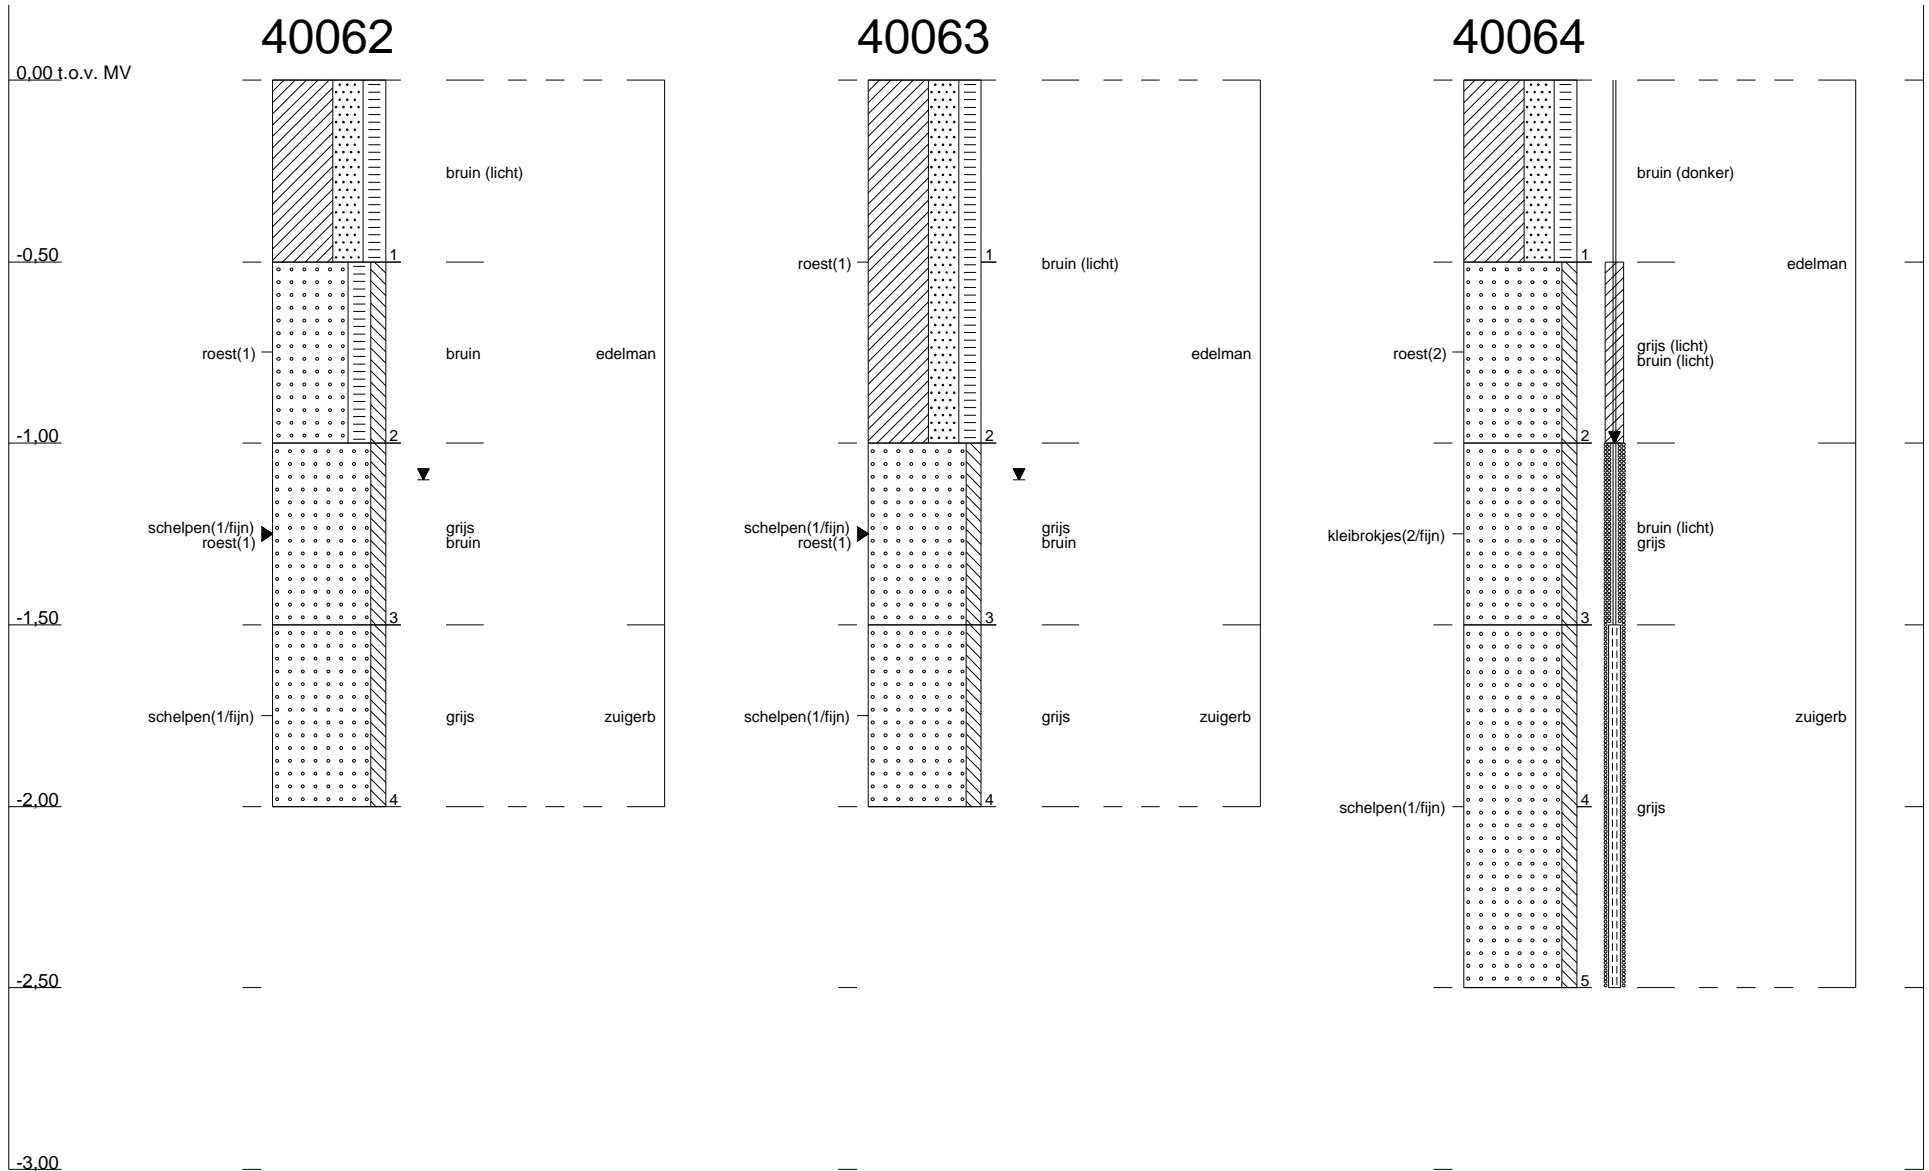 40062
40063
40064
0,00 t.o.v. MV
bruin (licht)
bruin (donker)
-0,50
1
1
1
roest(1)
bruin (licht)
edelman
roest(1)
bruin
edelman
edelman
roest(2)
grijs (licht)
bruin (licht)
-1,00
2
2
2
schelpen(1/fijn)
roest(1)
grijs
bruin
schelpen(1/fijn)
roest(1)
grijs
bruin
kleibrokjes(2/fijn)
bruin (licht)
grijs
-1,50
3
3
3
schelpen(1/fijn)
grijs
zuigerb
schelpen(1/fijn)
grijs
zuigerb
zuigerb
-2,00
4
4
4
schelpen(1/fijn)
grijs
-2,50
5
-3,00